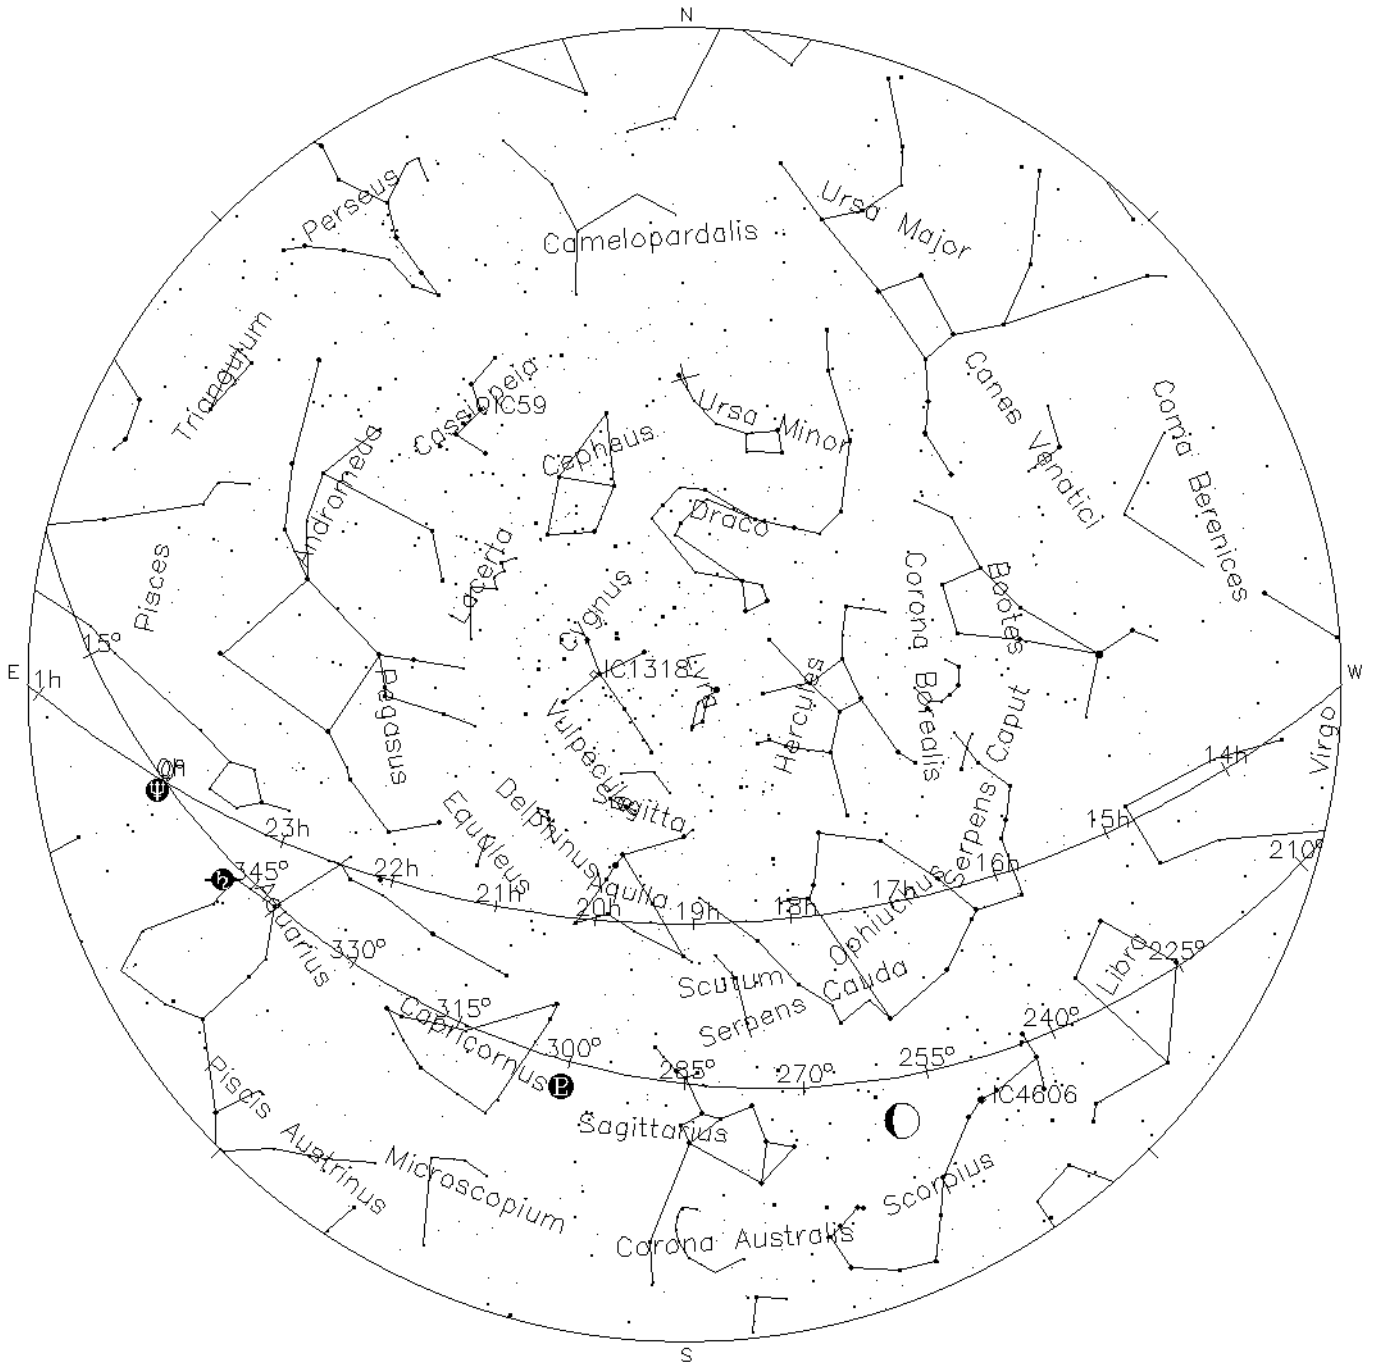 N
Perseus
Ursa Major
Camelopardalis
Triangulum
Cassiopeia
IC59
Ursa Minor
Canes Venatici
Coma Berenices
Cepheus
Andromeda
Draco
Lacerta
Pisces
Cygnus
Corona Borealis
Bootes
15°
E
1h
W
Pegasus
IC1318
Hercules
Serpens Caput
Virgo
Vulpecula
0h
14h
Sagitta
Delphinus
Equuleus
23h
15h
345°
22h
21h
Aquila
20h
19h
18h
17h
16h
210°
Aquarius
330°
Ophiuchus
Libra
225°
Scutum
Serpens Cauda
315°
Capricornus
300°
285°
270°
255°
240°
IC4606
Piscis Austrinus
Sagittarius
Microscopium
Scorpius
Corona Australis
S